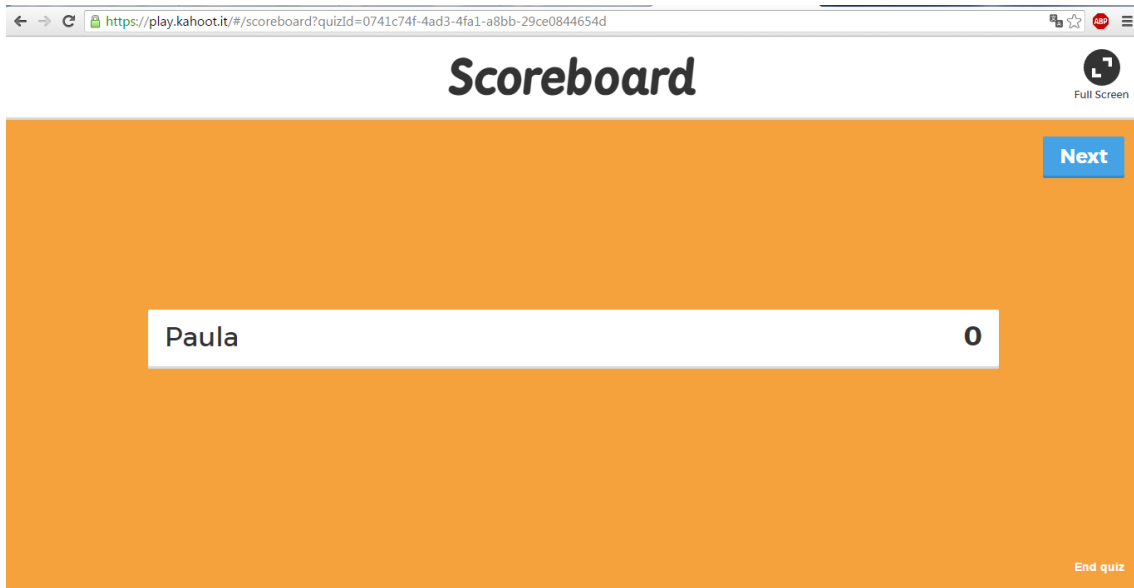 https://play.kahoot.it/#/scoreboard?quizId=0741c74f-4ad3-4fa1-a8bb-29ce0844654d
ABP
Scoreboard
Full Screen
Next
Paula 0
End quiz